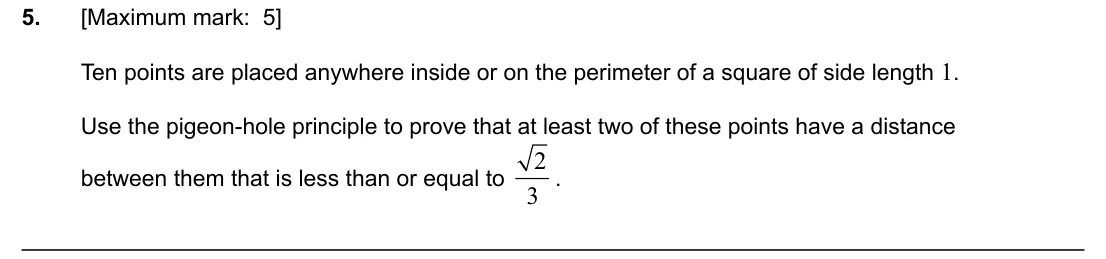 5. [Maximum mark: 5]
Ten points are placed anywhere inside or on the perimeter of a square of side length 1.
Use the pigeon-hole principle to prove that at least two of these points have a distance
between them that is less than or equal to √2/3 .